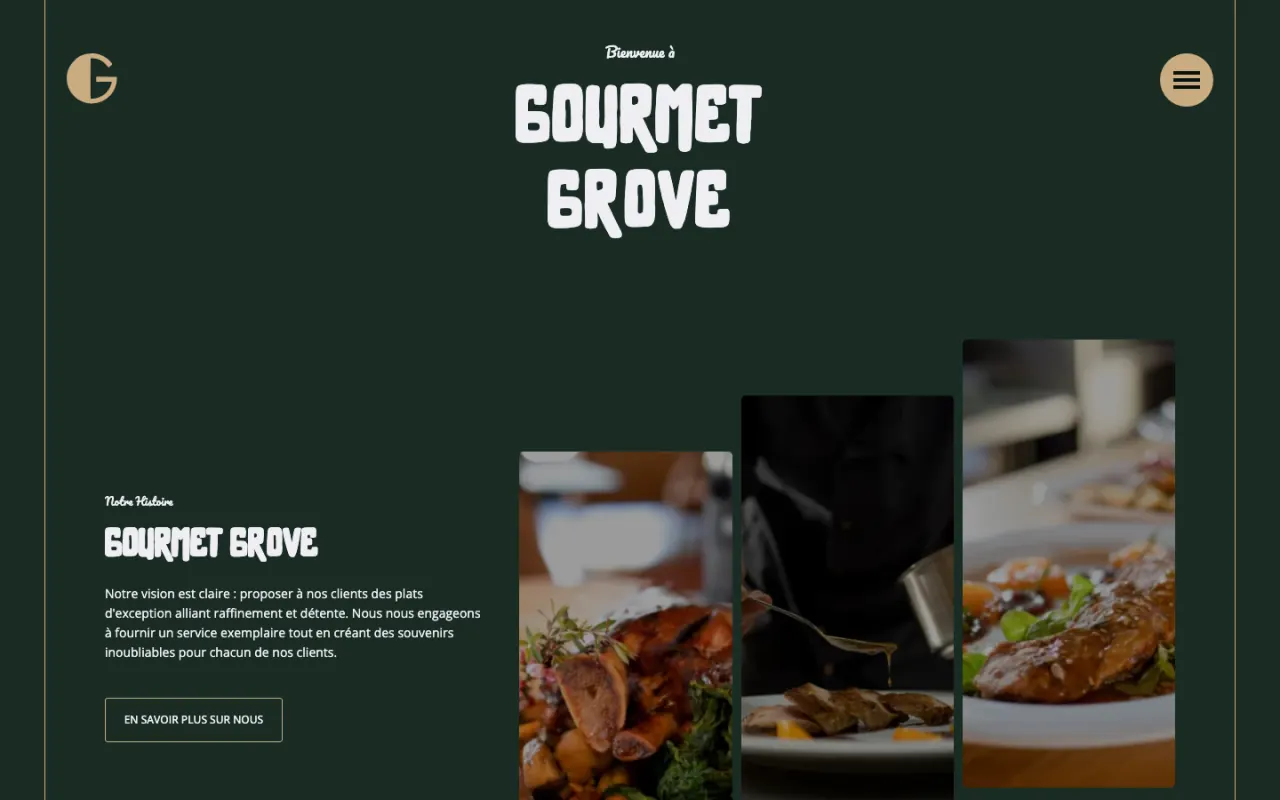 Bienvenue à
G
GOURMET
GROVE
Notre Histoire
GOURMET GROVE
Notre vision est claire : proposer à nos clients des plats
d'exception alliant raffinement et détente. Nous nous engageons
à fournir un service exemplaire tout en créant des souvenirs
inoubliables pour chacun de nos clients.
EN SAVOIR PLUS SUR NOUS